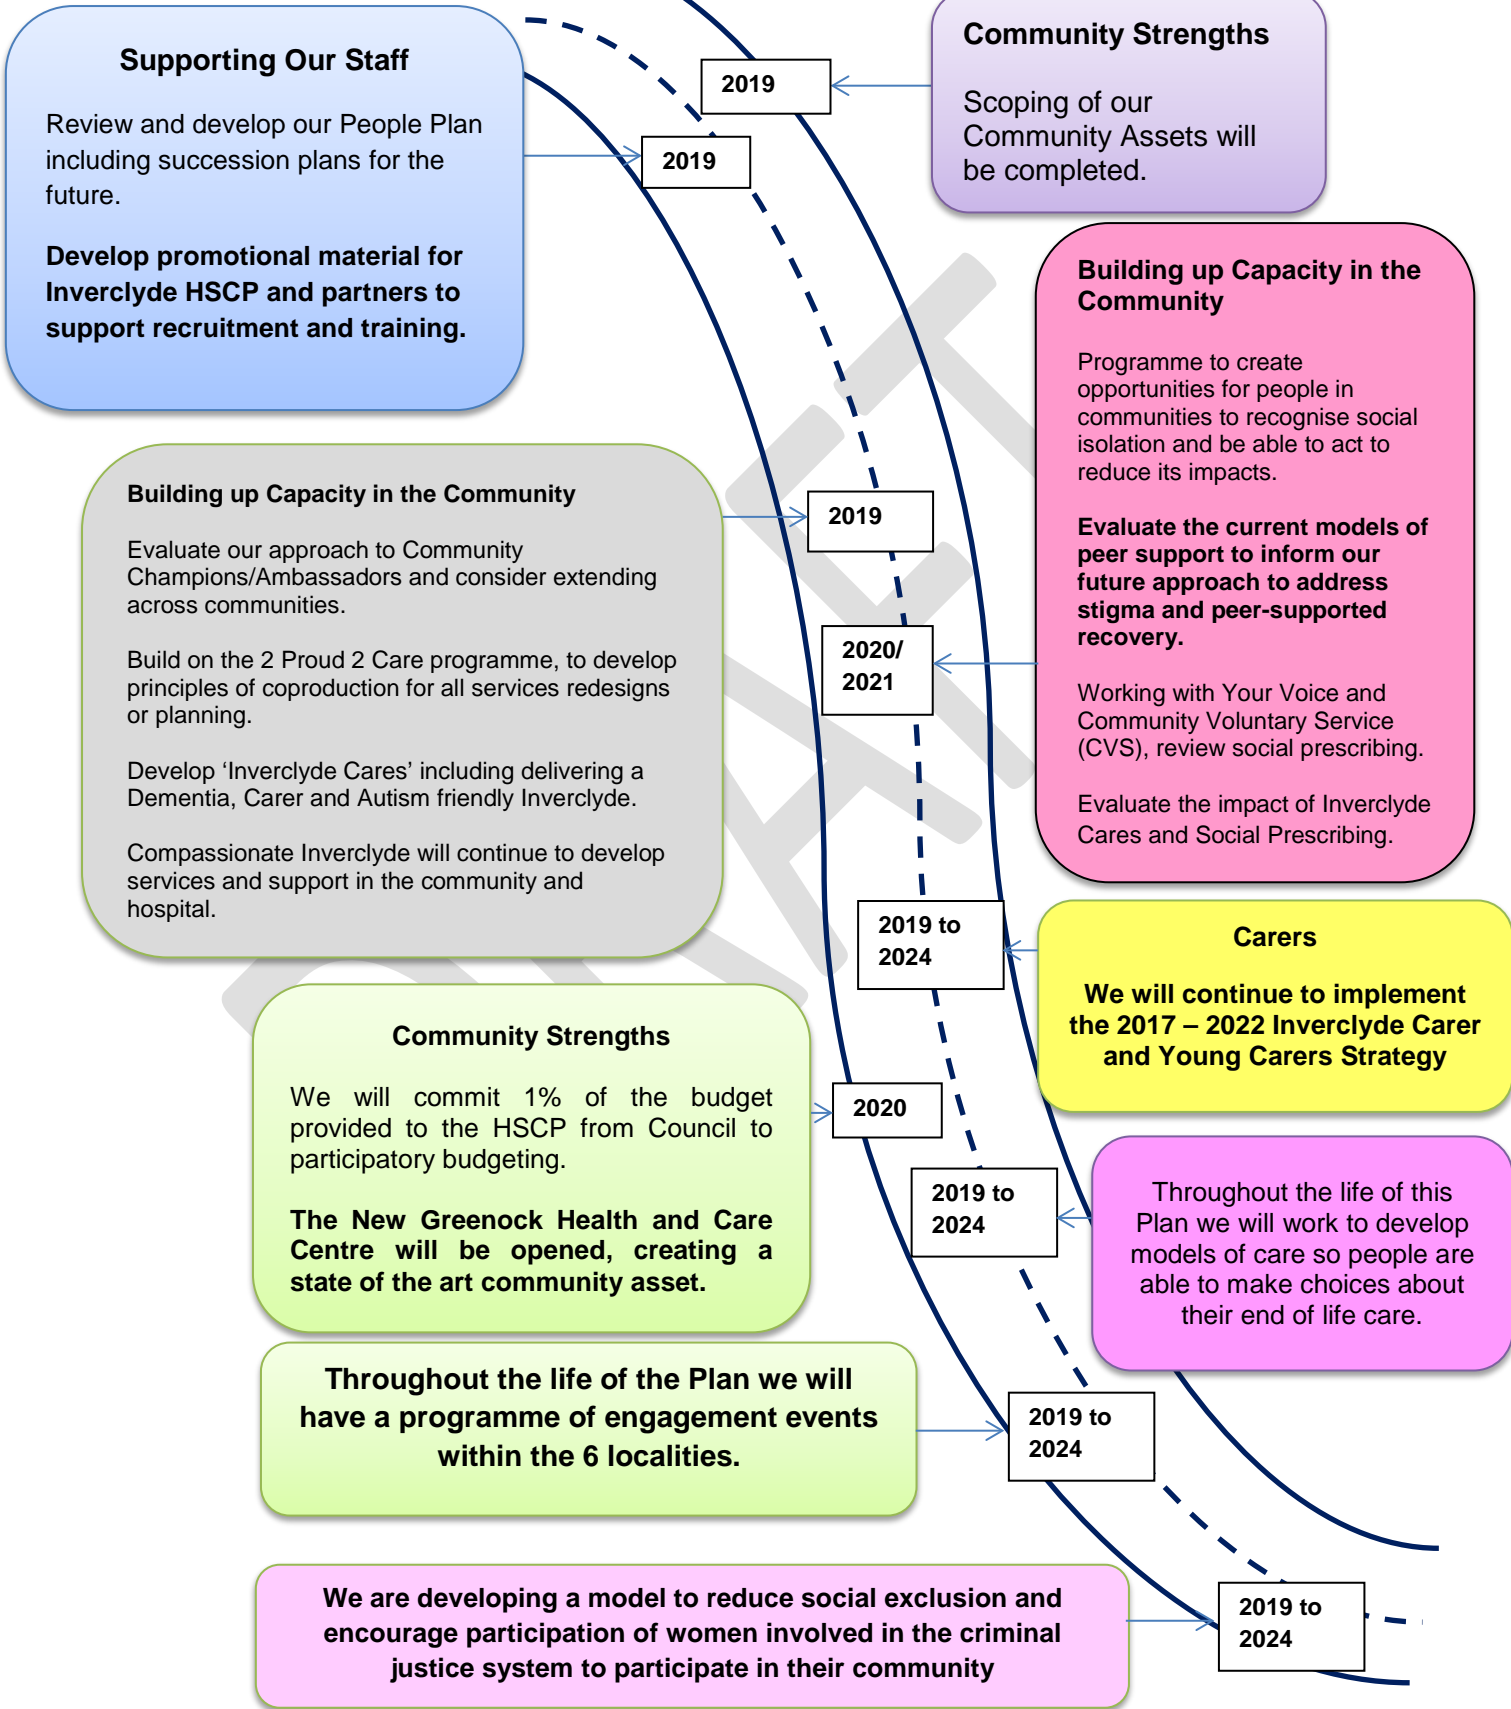 Supporting Our Staff
Review and develop our People Plan
including succession plans for the
future.
Develop promotional material for
Inverclyde HSCP and partners to
support recruitment and training.
2019
2019
Community Strengths
Scoping of our
Community Assets will
be completed.
Building up Capacity in the
Community
Programme to create
opportunities for people in
communities to recognise social
isolation and be able to act to
reduce its impacts.
Evaluate the current models of
peer support to inform our
future approach to address
stigma and peer-supported
recovery.
Working with Your Voice and
Community Voluntary Service
(CVS), review social prescribing.
Evaluate the impact of Inverclyde
Cares and Social Prescribing.
Building up Capacity in the Community
Evaluate our approach to Community
Champions/Ambassadors and consider extending
across communities.
Build on the 2 Proud 2 Care programme, to develop
principles of coproduction for all services redesigns
or planning.
Develop ‘Inverclyde Cares’ including delivering a
Dementia, Carer and Autism friendly Inverclyde.
Compassionate Inverclyde will continue to develop
services and support in the community and
hospital.
2019
2020/
2021
2019 to
2024
Carers
We will continue to implement
the 2017 – 2022 Inverclyde Carer
and Young Carers Strategy
Community Strengths
We will commit 1% of the budget
provided to the HSCP from Council to
participatory budgeting.
The New Greenock Health and Care
Centre will be opened, creating a
state of the art community asset.
2020
2019 to
2024
Throughout the life of this
Plan we will work to develop
models of care so people are
able to make choices about
their end of life care.
Throughout the life of the Plan we will
have a programme of engagement events
within the 6 localities.
2019 to
2024
We are developing a model to reduce social exclusion and
encourage participation of women involved in the criminal
justice system to participate in their community
2019 to
2024
DRAFT